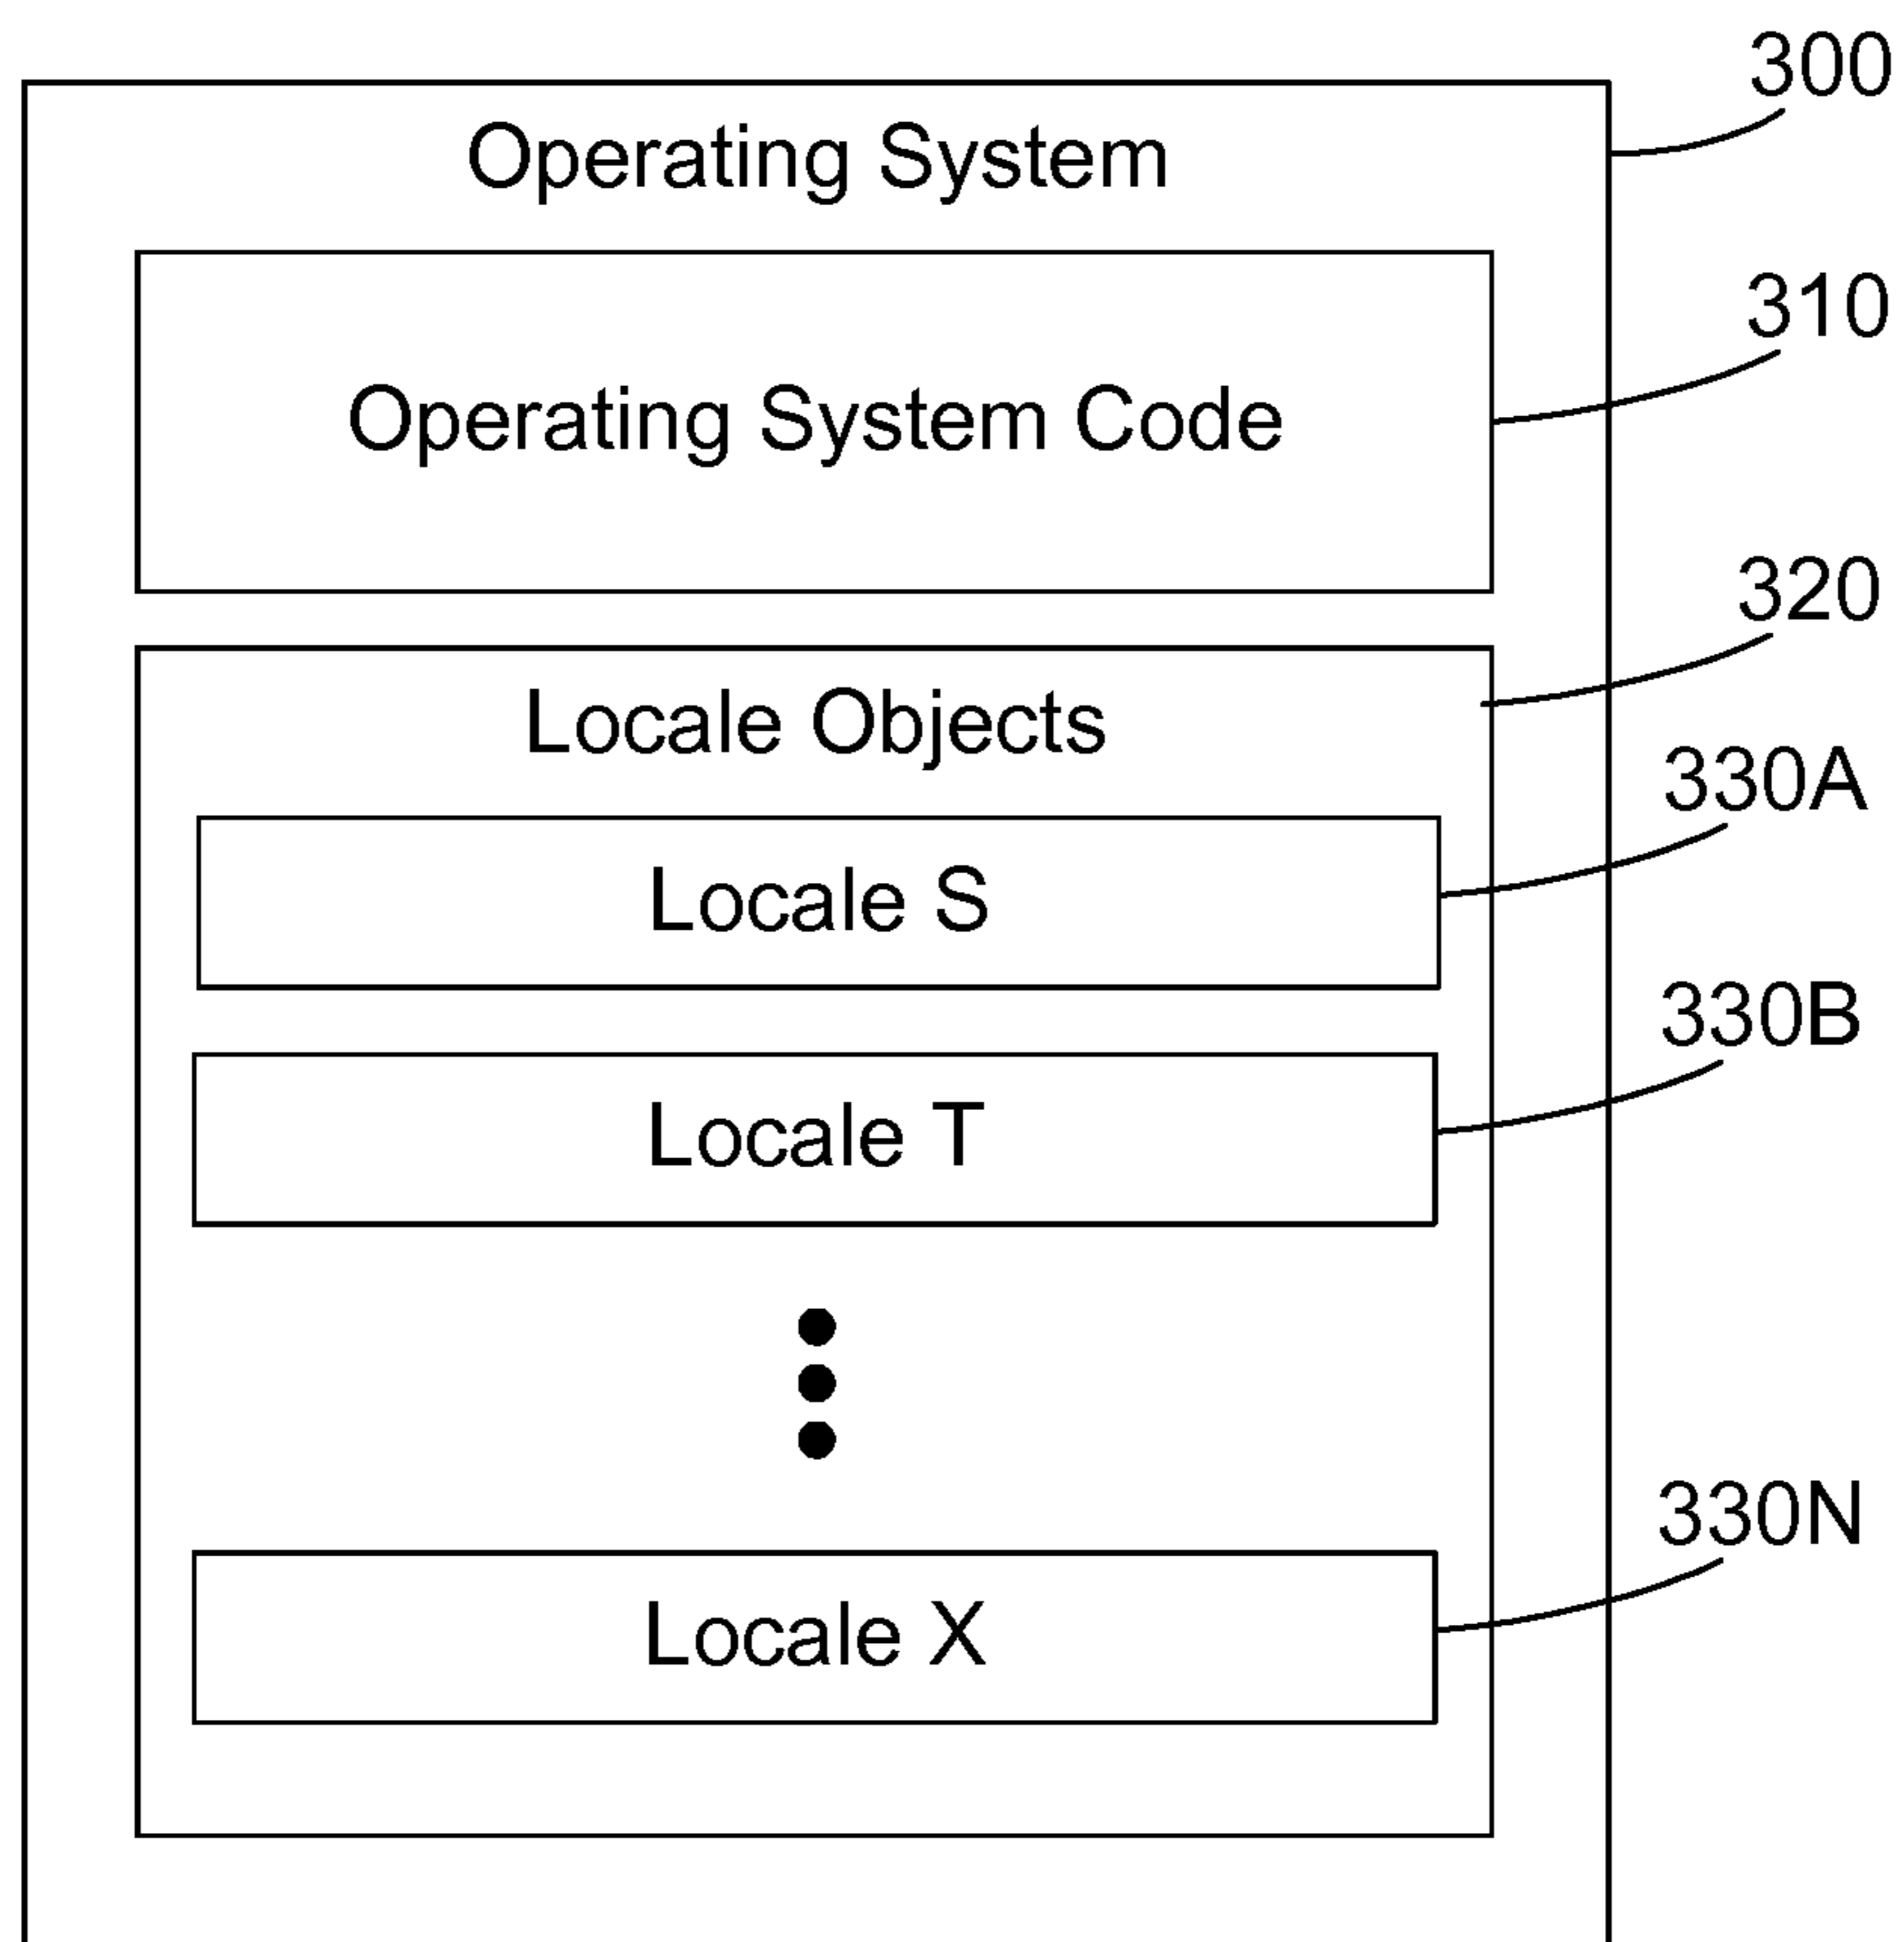 300
Operating System
310
Operating System Code
320
Locale Objects
330A
Locale S
330B
Locale T
330N
Locale X